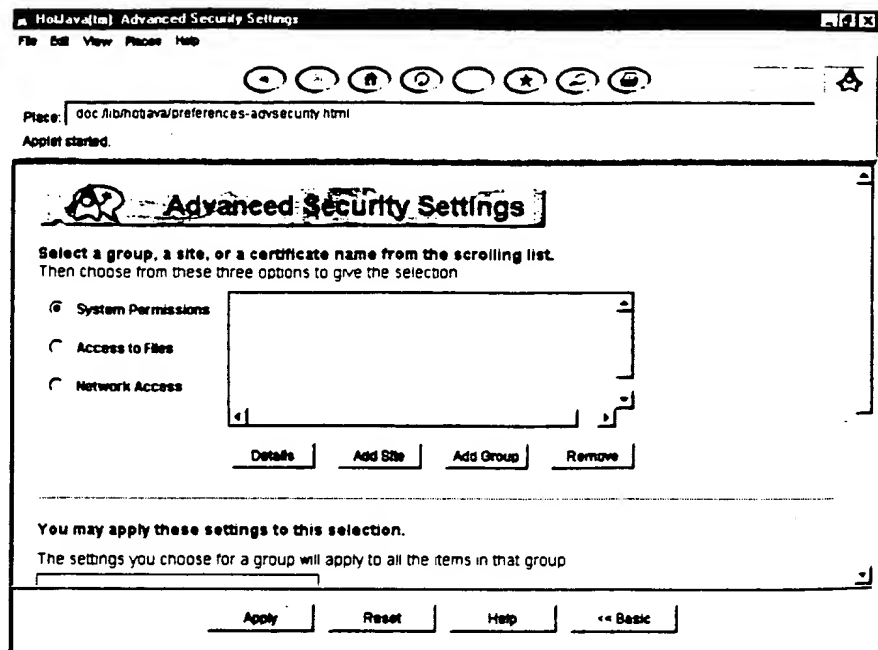 HotJava(tm) Advanced Security Settings
File Edit View Places Help
Place: doc:/lib/hotjava/preferences-advsecurity.html
Applet started.
Advanced Security Settings
Select a group, a site, or a certificate name from the scrolling list.
Then choose from these three options to give the selection
System Permissions
Access to Files
Network Access
Details Add Site Add Group Remove
You may apply these settings to this selection.
The settings you choose for a group will apply to all the items in that group
Apply Reset Help << Basic